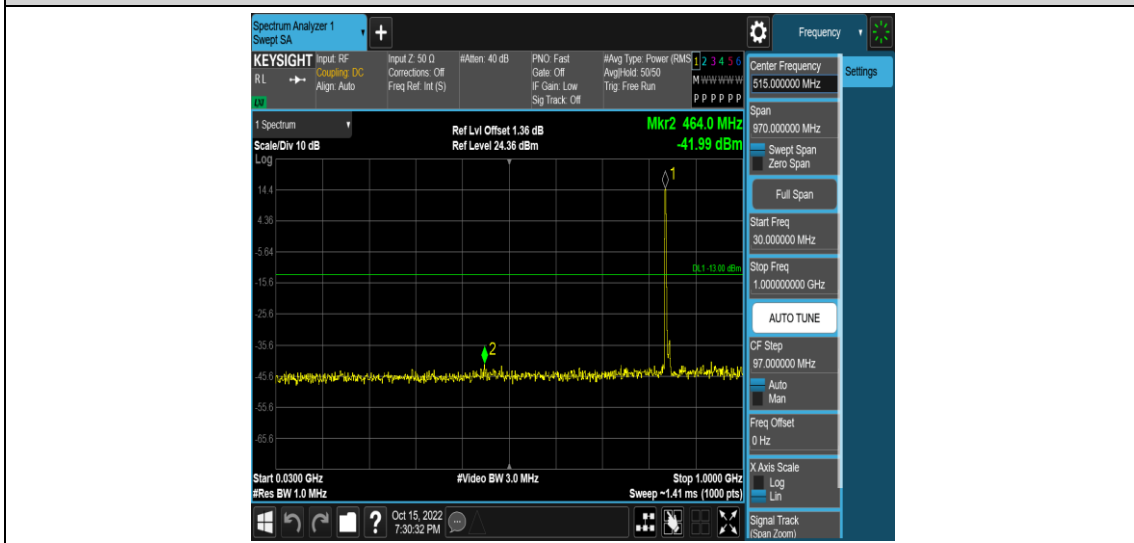 Spectrum Analyzer 1
Swept SA
Frequency
KEYSIGHT
RL
Input: RF
Coupling: DC
Align: Auto
Input Z: 50 Ω
Corrections: Off
Freq Ref: Int (S)
#Atten: 40 dB
PNO: Fast
Gate: Off
IF Gain: Low
Sig Track: Off
#Avg Type: Power (RMS
Avg|Hold: 50/50
Trig: Free Run
1 2 3 4 5 6
M W W W W W
P P P P P P
1 Spectrum
Scale/Div 10 dB
Ref Lvl Offset 1.36 dB
Ref Level 24.36 dBm
Mkr2 464.0 MHz
-41.99 dBm
Log
1
14.4
4.36
-5.64
DL1 -13.00 dBm
-15.6
-25.6
-35.6
2
-45.6
-55.6
-65.6
Start 0.0300 GHz
#Video BW 3.0 MHz
Stop 1.0000 GHz
#Res BW 1.0 MHz
Sweep ~1.41 ms (1000 pts)
Oct 15, 2022
7:30:32 PM
Center Frequency
515.000000 MHz
Settings
Span
970.000000 MHz
Swept Span
Zero Span
Full Span
Start Freq
30.000000 MHz
Stop Freq
1.000000000 GHz
AUTO TUNE
CF Step
97.000000 MHz
Auto
Man
Freq Offset
0 Hz
X Axis Scale
Log
Lin
Signal Track
(Span Zoom)